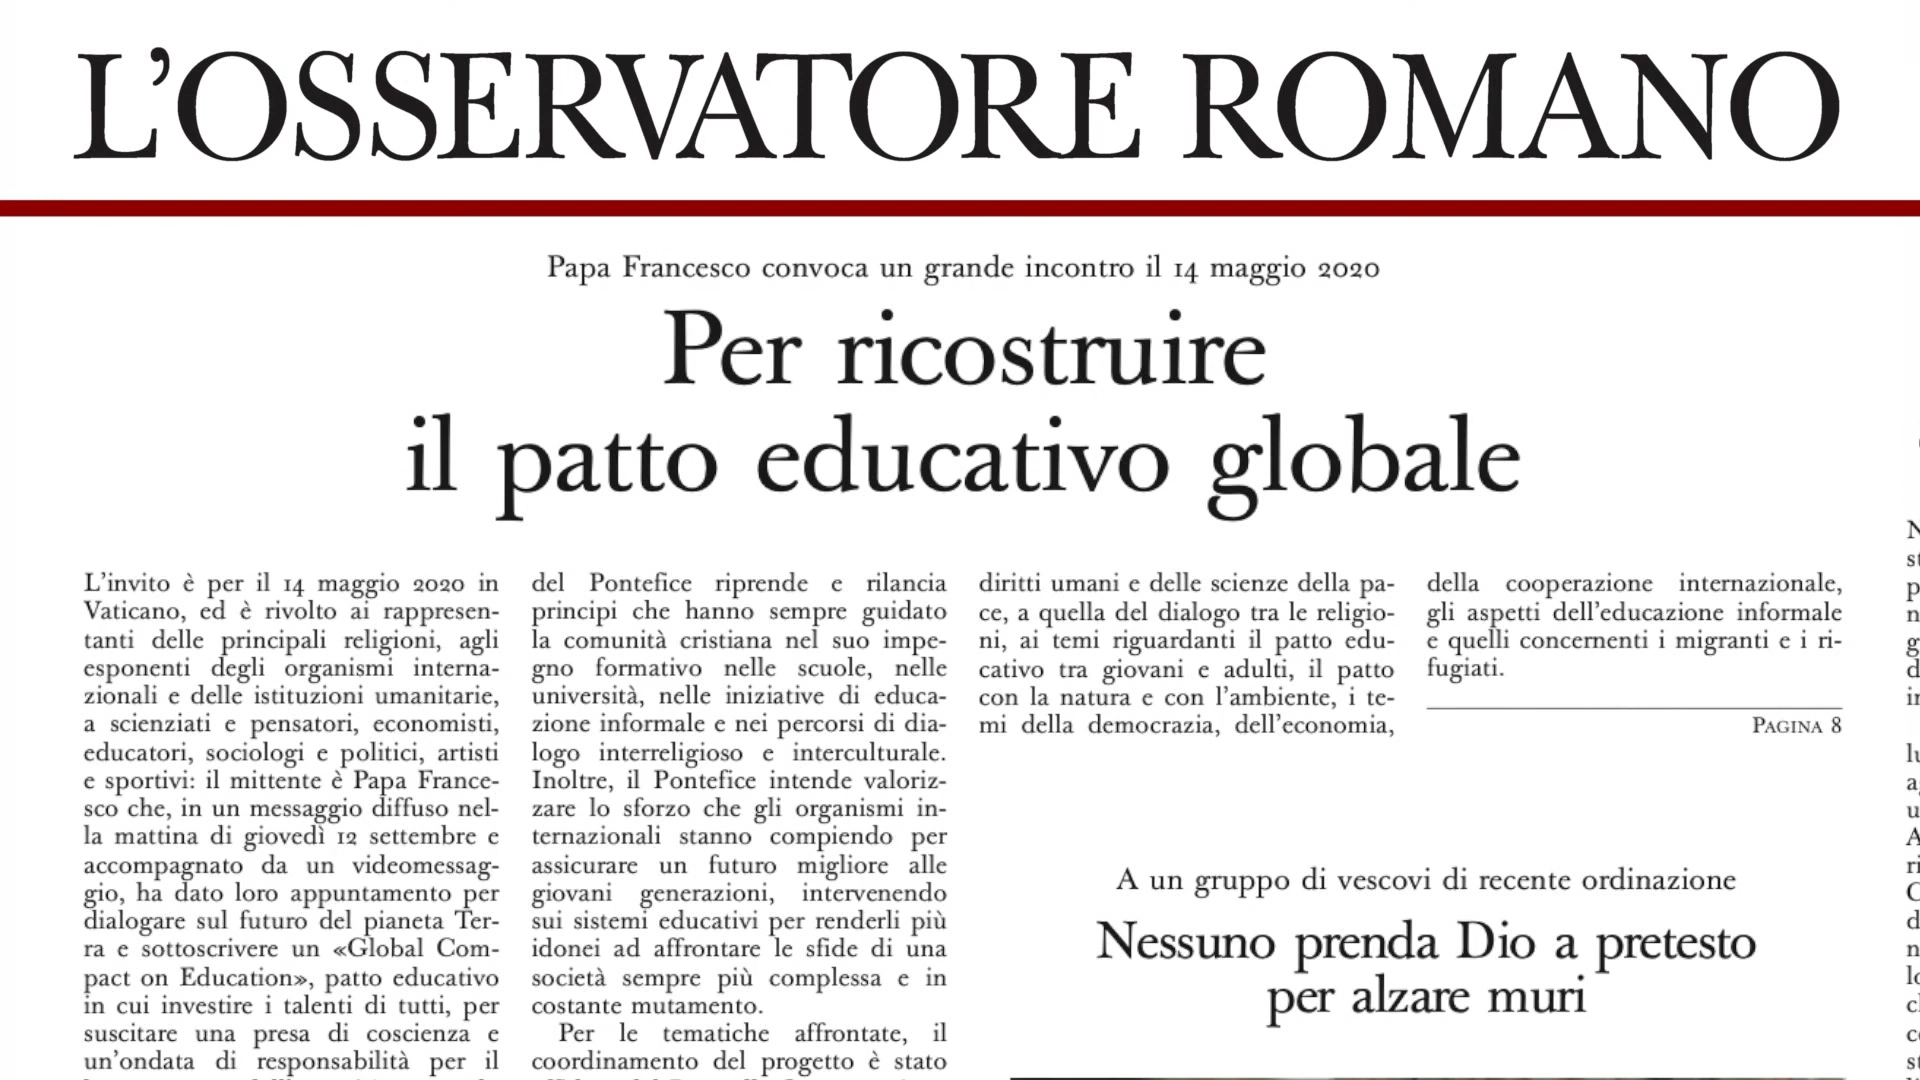 L'OSSERVATORE ROMANO
Papa Francesco convoca un grande incontro il 14 maggio 2020
Per ricostruire
il patto educativo globale
L'invito è per il 14 maggio 2020 in
Vaticano, ed è rivolto ai rappresen-
tanti delle principali religioni, agli
esponenti degli organismi interna-
zionali e delle istituzioni umanitarie,
a scienziati e pensatori, economisti,
educatori, sociologi e politici, artisti
e sportivi: il mittente è Papa France-
sco che, in un messaggio diffuso nel-
la mattina di giovedì 12 settembre e
accompagnato da un videomessag-
gio, ha dato loro appuntamento per
dialogare sul futuro del pianeta Ter-
ra e sottoscrivere un «Global Com-
pact on Education», patto educativo
in cui investire i talenti di tutti, per
suscitare una presa di coscienza e
un'ondata di responsabilità per il
del Pontefice riprende e rilancia
principi che hanno sempre guidato
la comunità cristiana nel suo impe-
gno formativo nelle scuole, nelle
università, nelle iniziative di educa-
zione informale e nei percorsi di dia-
logo interreligioso e interculturale.
Inoltre, il Pontefice intende valoriz-
zare lo sforzo che gli organismi in-
ternazionali stanno compiendo per
assicurare un futuro migliore alle
giovani generazioni, intervenendo
sui sistemi educativi per renderli più
idonei ad affrontare le sfide di una
società sempre più complessa e in
costante mutamento.
Per le tematiche affrontate, il
coordinamento del progetto è stato
diritti umani e delle scienze della pa-
ce, a quella del dialogo tra le religio-
ni, ai temi riguardanti il patto edu-
cativo tra giovani e adulti, il patto
con la natura e con l'ambiente, i te-
mi della democrazia, dell'economia,
della cooperazione internazionale,
gli aspetti dell'educazione informale
e quelli concernenti i migranti e i ri-
fugiati.
PAGINA 8
A un gruppo di vescovi di recente ordinazione
Nessuno prenda Dio a pretesto
per alzare muri